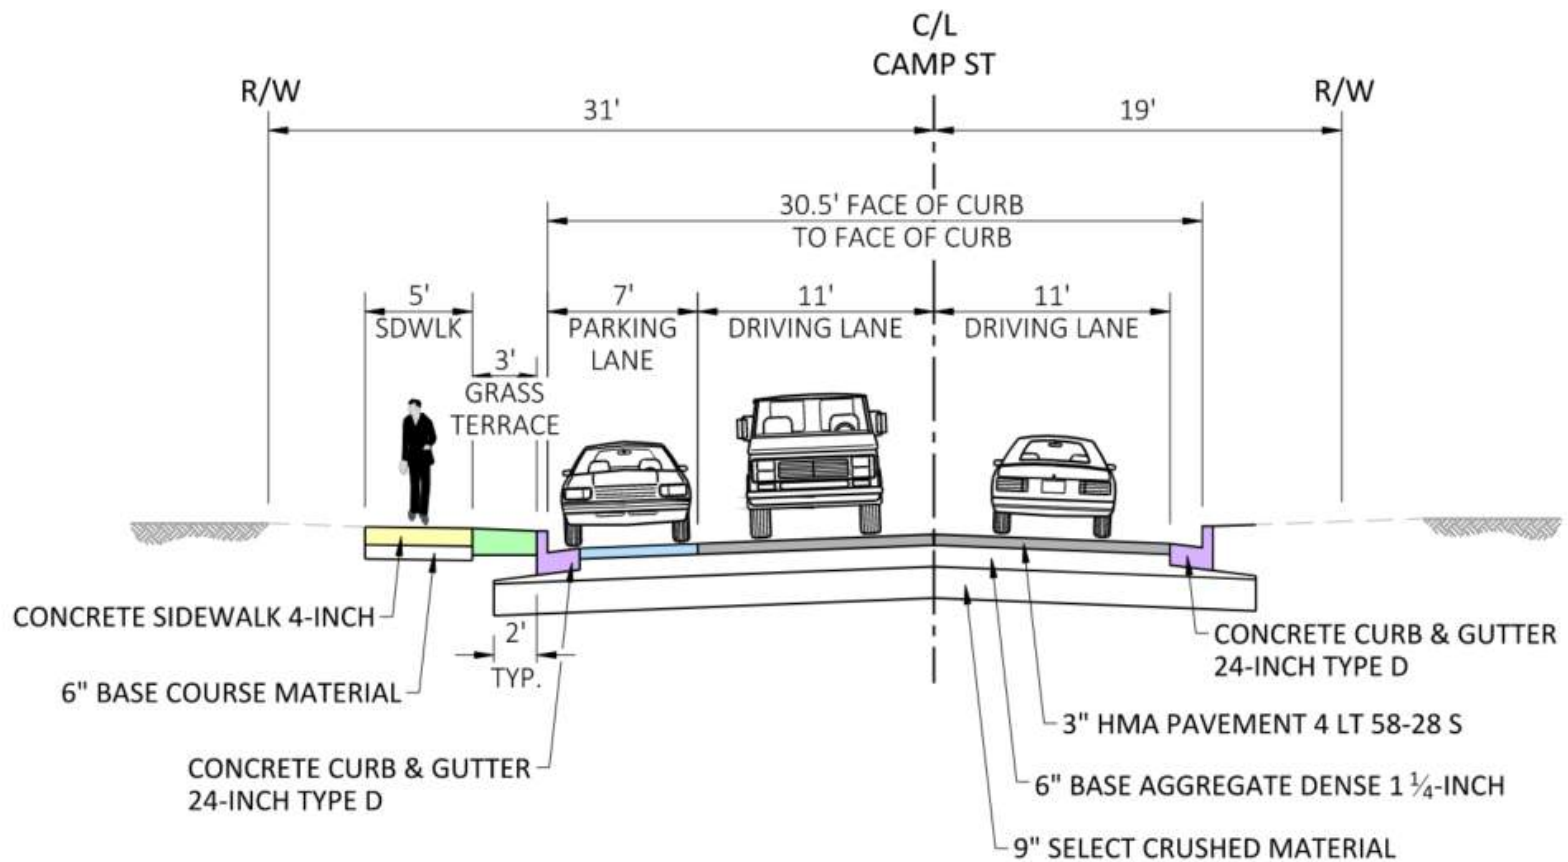 C/L
CAMP ST
R/W
R/W
31'
19'
30.5' FACE OF CURB
TO FACE OF CURB
5'
SDWLK
7'
PARKING
LANE
11'
DRIVING LANE
11'
DRIVING LANE
3'
GRASS
TERRACE
CONCRETE SIDEWALK 4-INCH
2'
TYP.
6" BASE COURSE MATERIAL
CONCRETE CURB & GUTTER
24-INCH TYPE D
CONCRETE CURB & GUTTER
24-INCH TYPE D
3" HMA PAVEMENT 4 LT 58-28 S
6" BASE AGGREGATE DENSE 1 ¼-INCH
9" SELECT CRUSHED MATERIAL